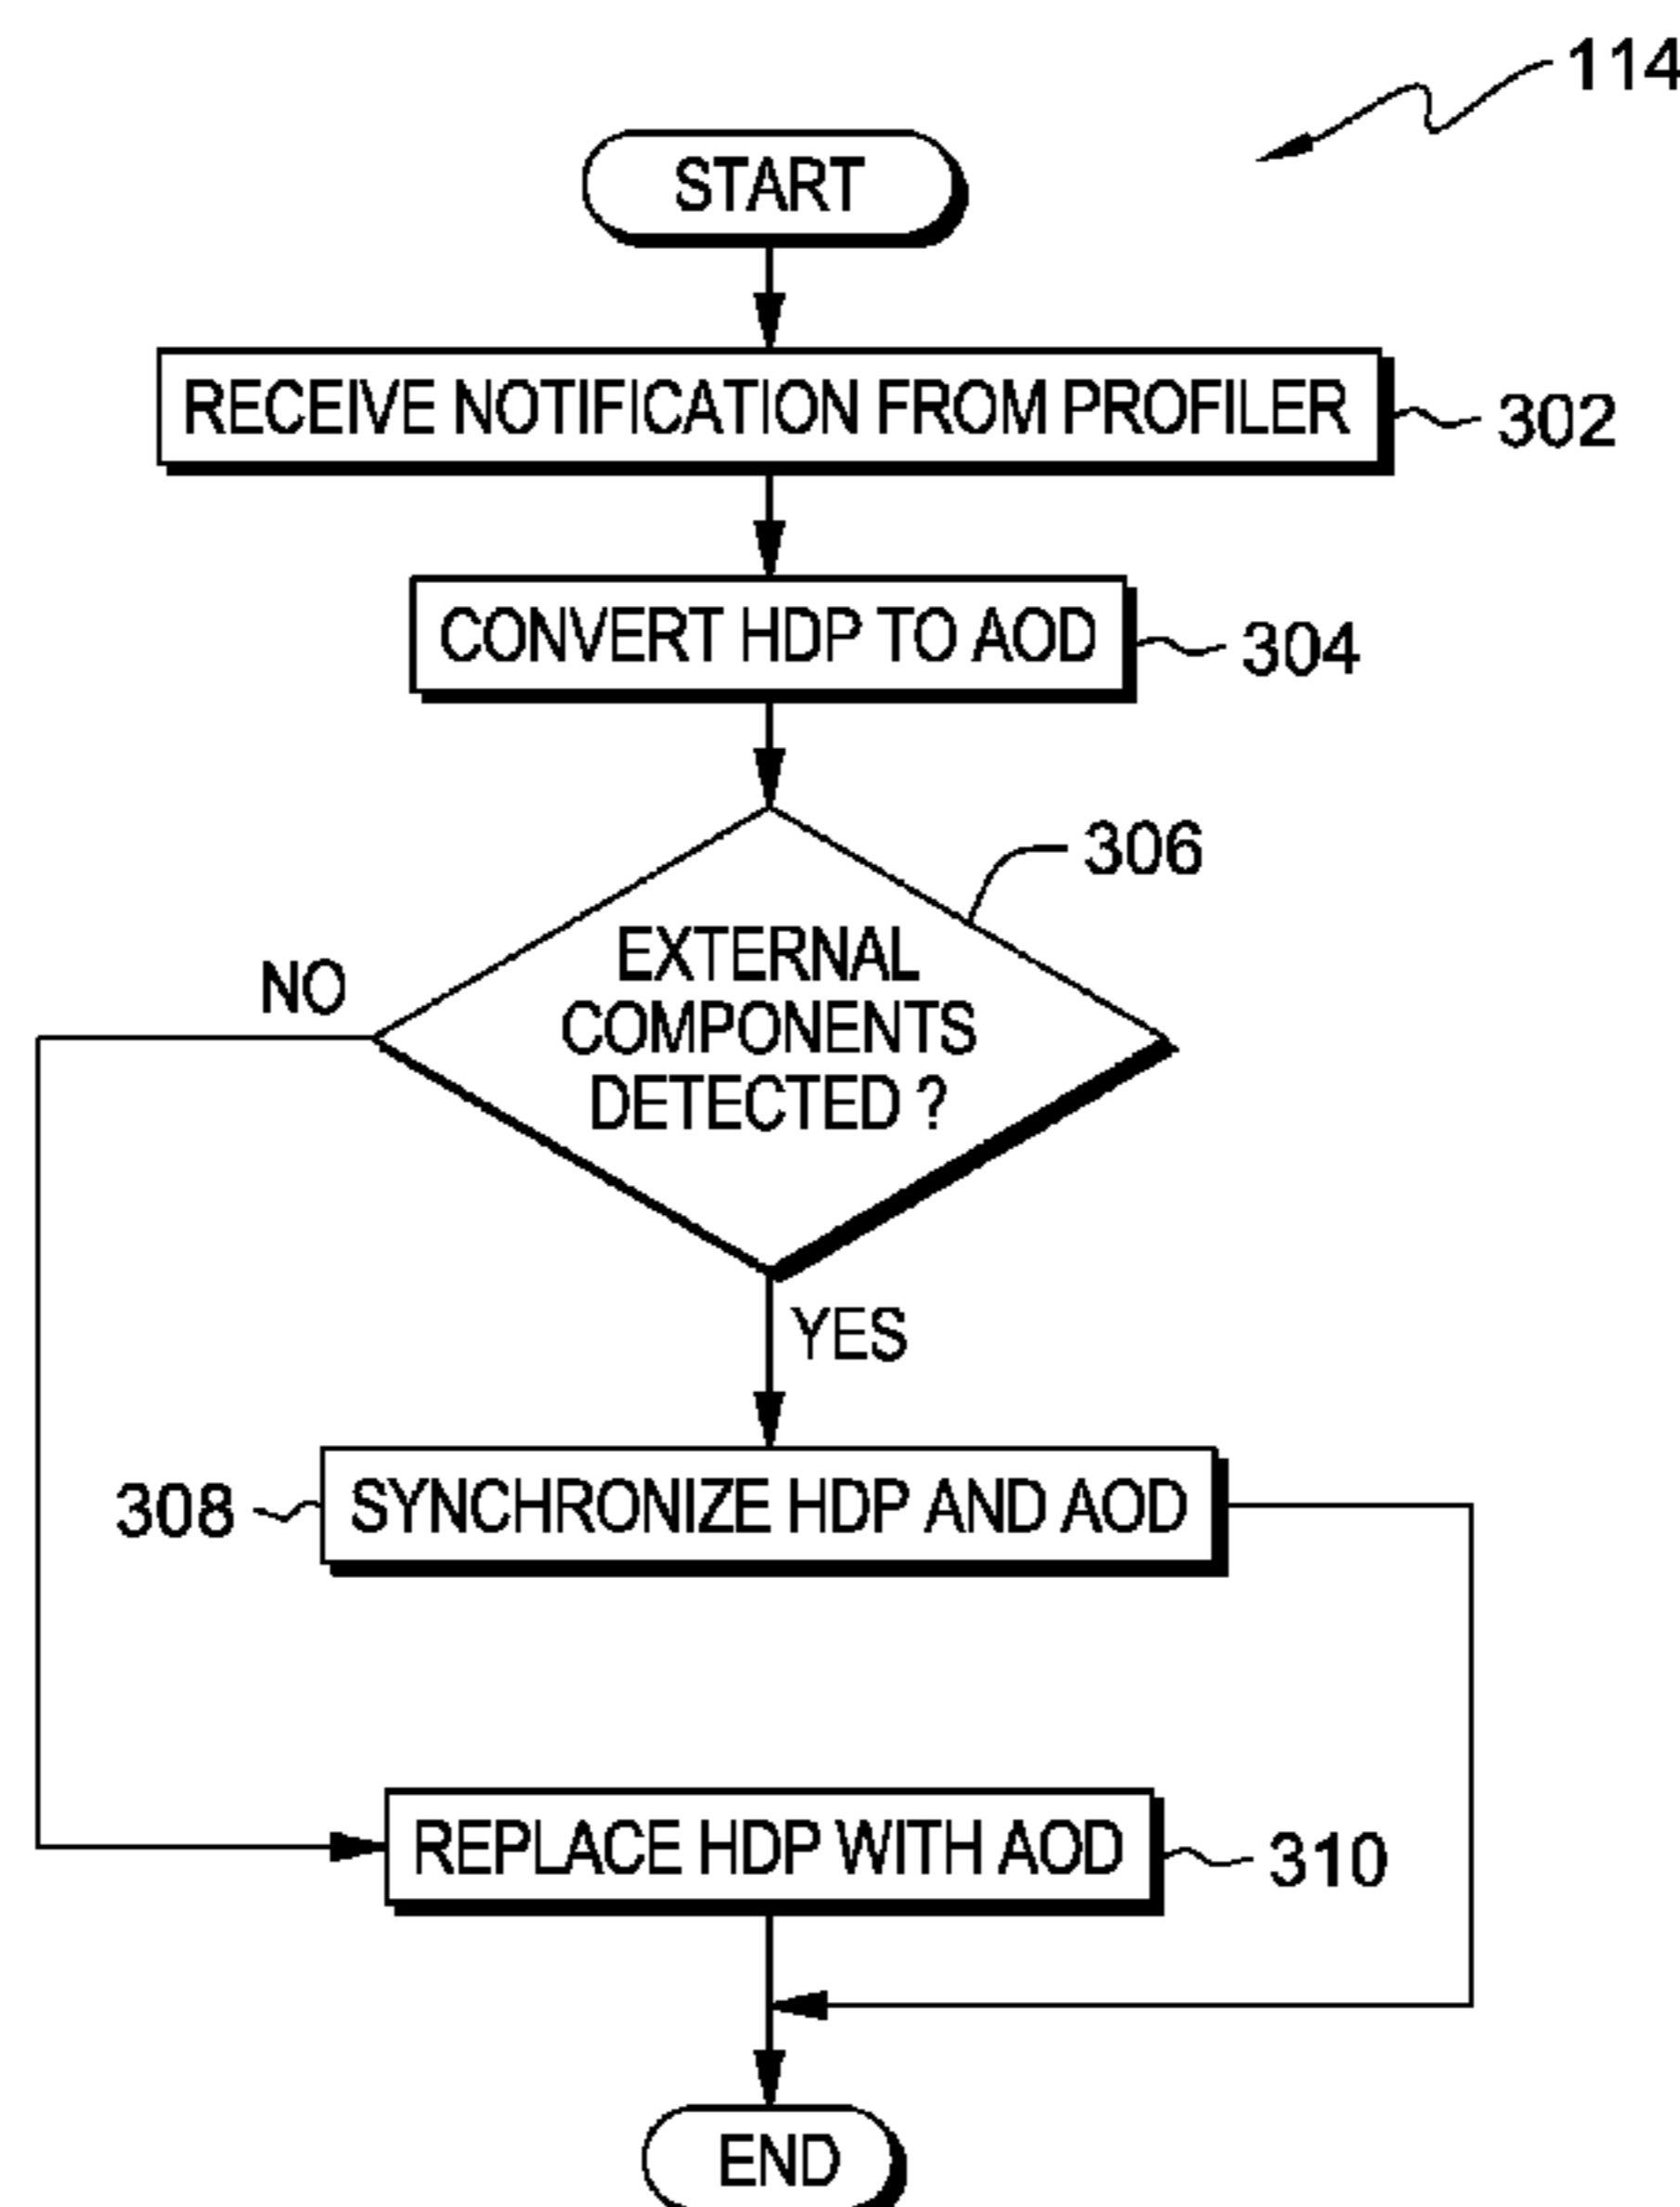 114
START
RECEIVE NOTIFICATION FROM PROFILER
302
CONVERT HDP TO AOD
304
306
EXTERNAL
COMPONENTS
DETECTED ?
NO
YES
308
SYNCHRONIZE HDP AND AOD
REPLACE HDP WITH AOD
310
END